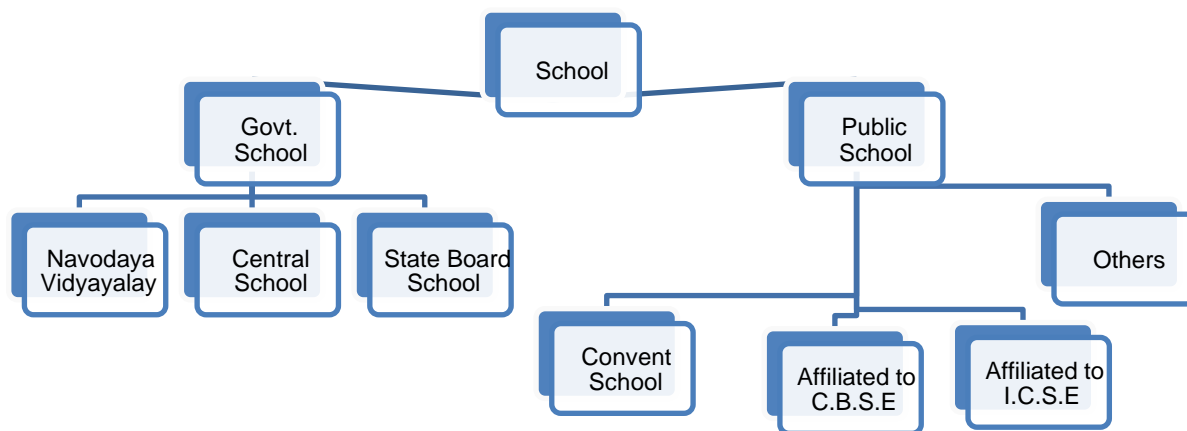 School
Govt.
School
Public
School
Navodaya
Vidyayalay
Central
School
State Board
School
Others
Convent
School
Affiliated to
C.B.S.E
Affiliated to
I.C.S.E